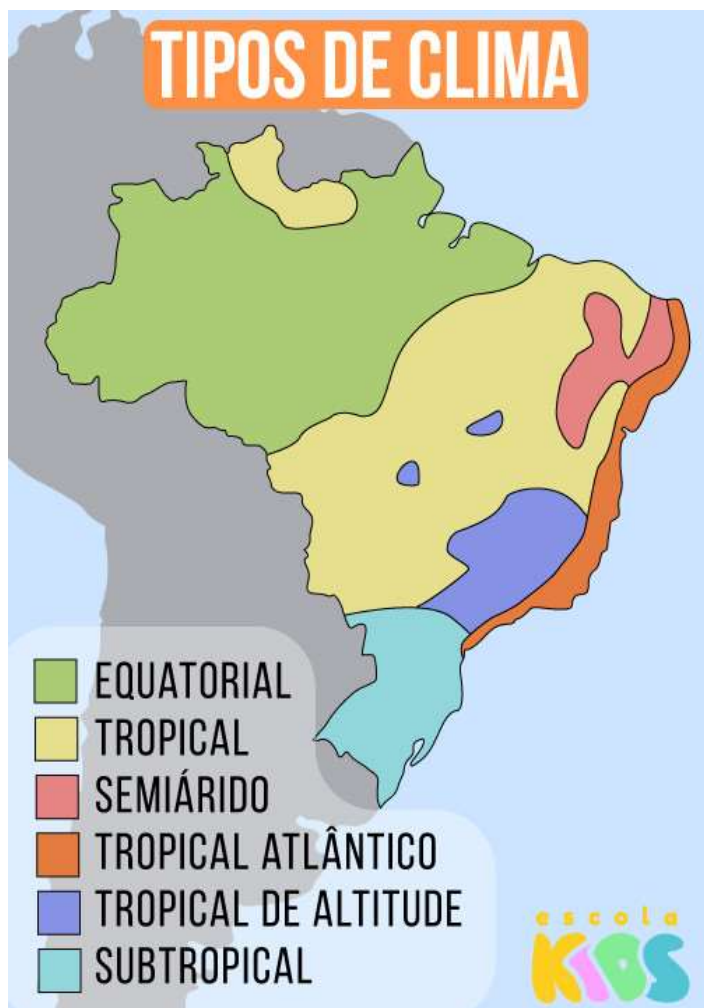 TIPOS DE CLIMA
EQUATORIAL
TROPICAL
SEMIÁRIDO
TROPICAL ATLÂNTICO
TROPICAL DE ALTITUDE
SUBTROPICAL
escola
KIDS